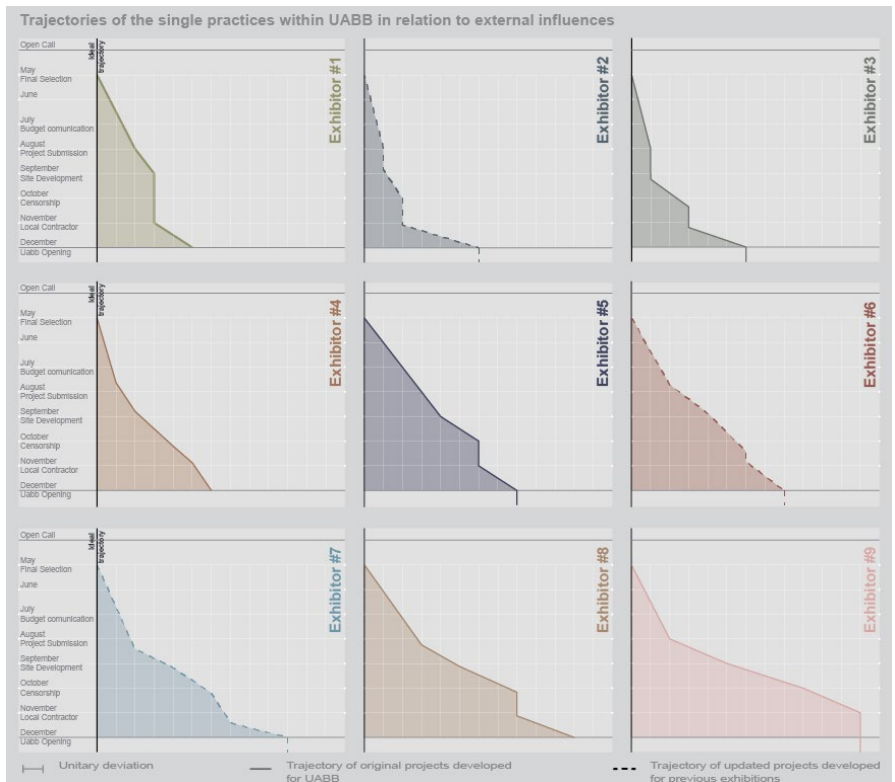 Trajectories of the single practices within UABB in relation to external influences
Open Call
Ideal
trajectory
May
Final Selection
June
July
Budget comunication
August
Project Submission
September
Site Development
October
Censorship
November
Local Contractor
December
Uabb Opening
Exhibitor #1
Exhibitor #2
Exhibitor #3
Open Call
Ideal
trajectory
May
Final Selection
June
July
Budget comunication
August
Project Submission
September
Site Development
October
Censorship
November
Local Contractor
December
Uabb Opening
Exhibitor #4
Exhibitor #5
Exhibitor #6
Open Call
Ideal
trajectory
May
Final Selection
June
July
Budget comunication
August
Project Submission
September
Site Development
October
Censorship
November
Local Contractor
December
Uabb Opening
Exhibitor #7
Exhibitor #8
Exhibitor #9
Unitary deviation
Trajectory of original projects developed
for UABB
Trajectory of updated projects developed
for previous exhibitions